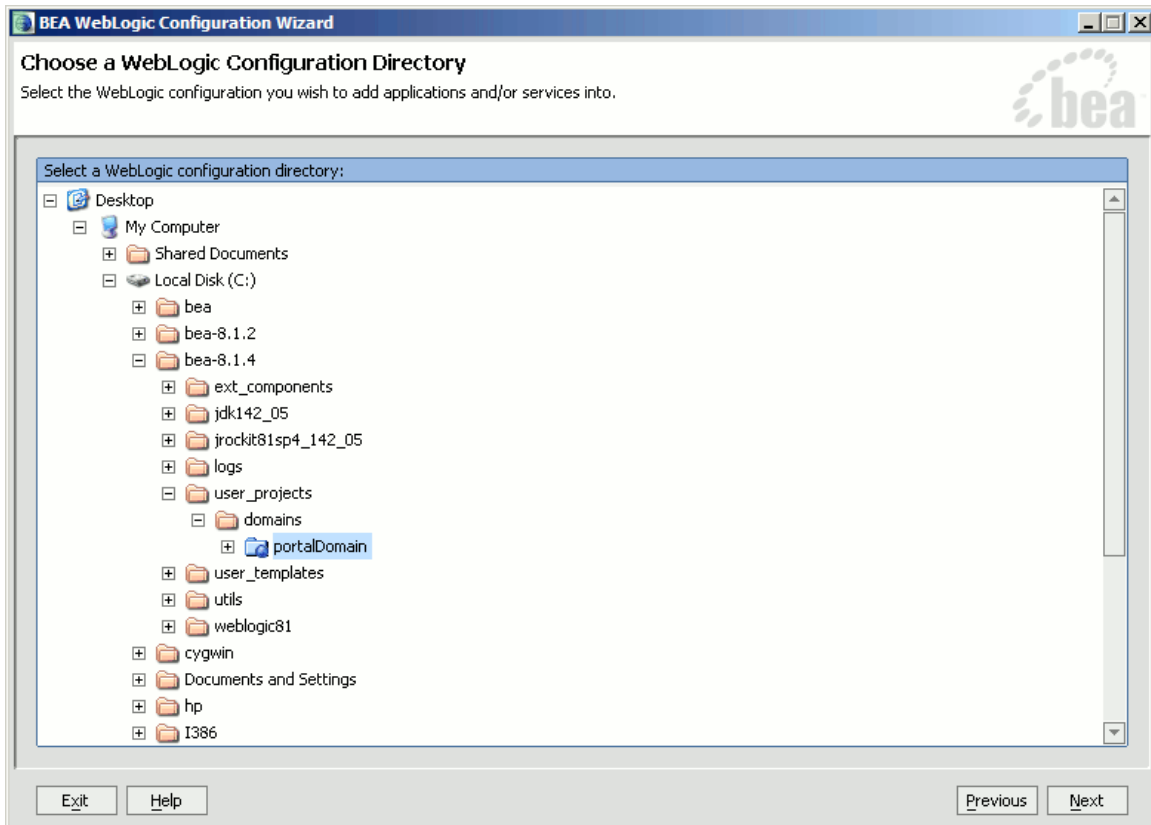 BEA WebLogic Configuration Wizard
Choose a WebLogic Configuration Directory
Select the WebLogic configuration you wish to add applications and/or services into.
bea
Select a WebLogic configuration directory:
Desktop
My Computer
Shared Documents
Local Disk (C:)
bea
bea-8.1.2
bea-8.1.4
ext_components
jdk142_05
jrockit81sp4_142_05
logs
user_projects
domains
portalDomain
user_templates
utils
weblogic81
cygwin
Documents and Settings
hp
I386
Exit Help Previous Next